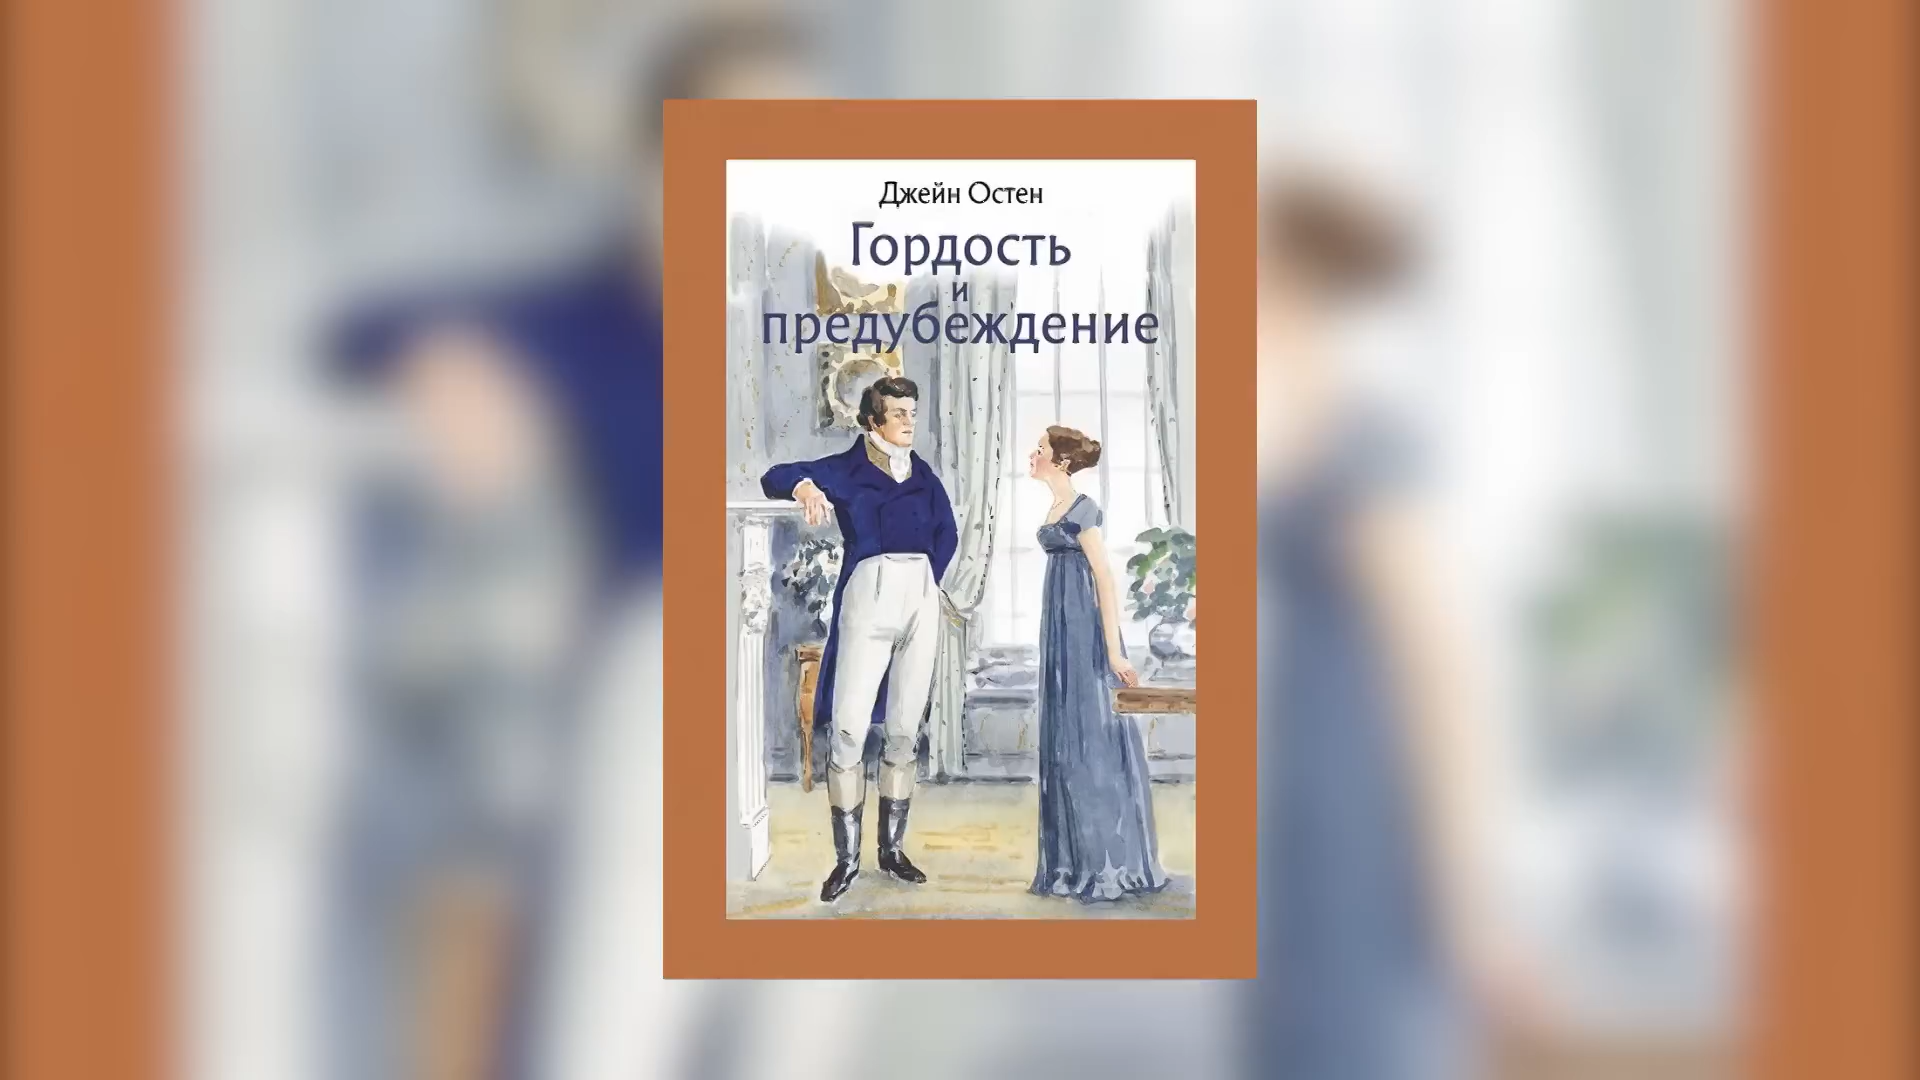 Джейн Остен
Гордость
и
предубеждение